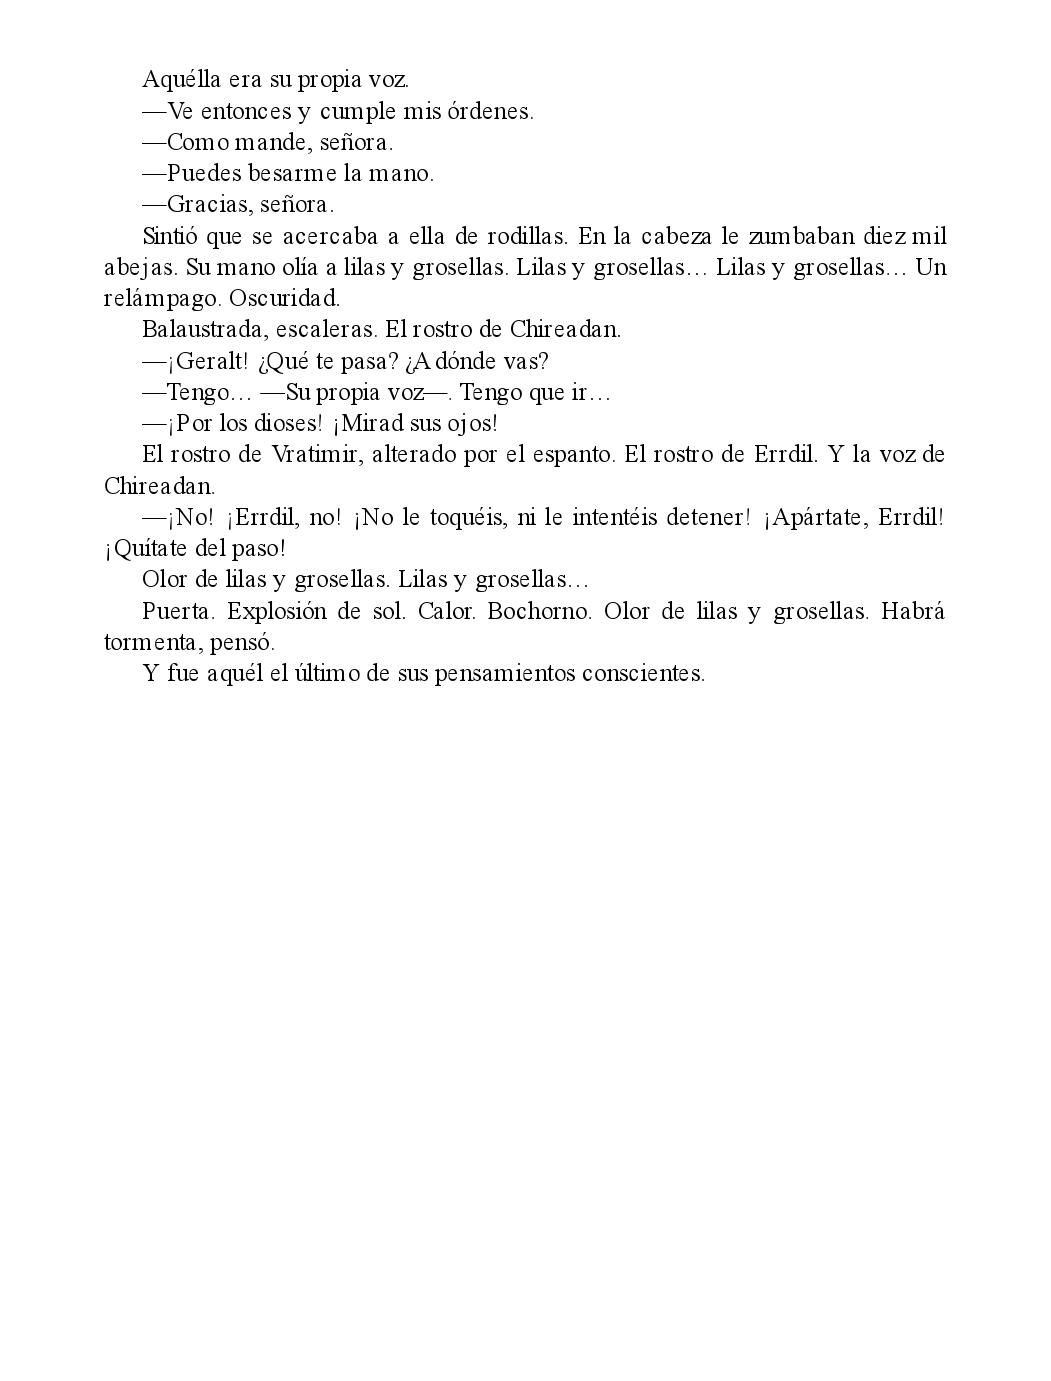 Aquélla era su propia voz.
—Ve entonces y cumple mis órdenes.
—Como mande, señora.
—Puedes besarme la mano.
—Gracias, señora.
Sintió que se acercaba a ella de rodillas. En la cabeza le zumbaban diez mil
abejas. Su mano olía a lilas y grosellas. Lilas y grosellas… Lilas y grosellas… Un
relámpago. Oscuridad.
Balaustrada, escaleras. El rostro de Chireadan.
—¡Geralt! ¿Qué te pasa? ¿A dónde vas?
—Tengo… —Su propia voz—. Tengo que ir…
—¡Por los dioses! ¡Mirad sus ojos!
El rostro de Vratimir, alterado por el espanto. El rostro de Errdil. Y la voz de
Chireadan.
—¡No! ¡Errdil, no! ¡No le toquéis, ni le intentéis detener! ¡Apártate, Errdil!
¡Quítate del paso!
Olor de lilas y grosellas. Lilas y grosellas…
Puerta. Explosión de sol. Calor. Bochorno. Olor de lilas y grosellas. Habrá
tormenta, pensó.
Y fue aquél el último de sus pensamientos conscientes.